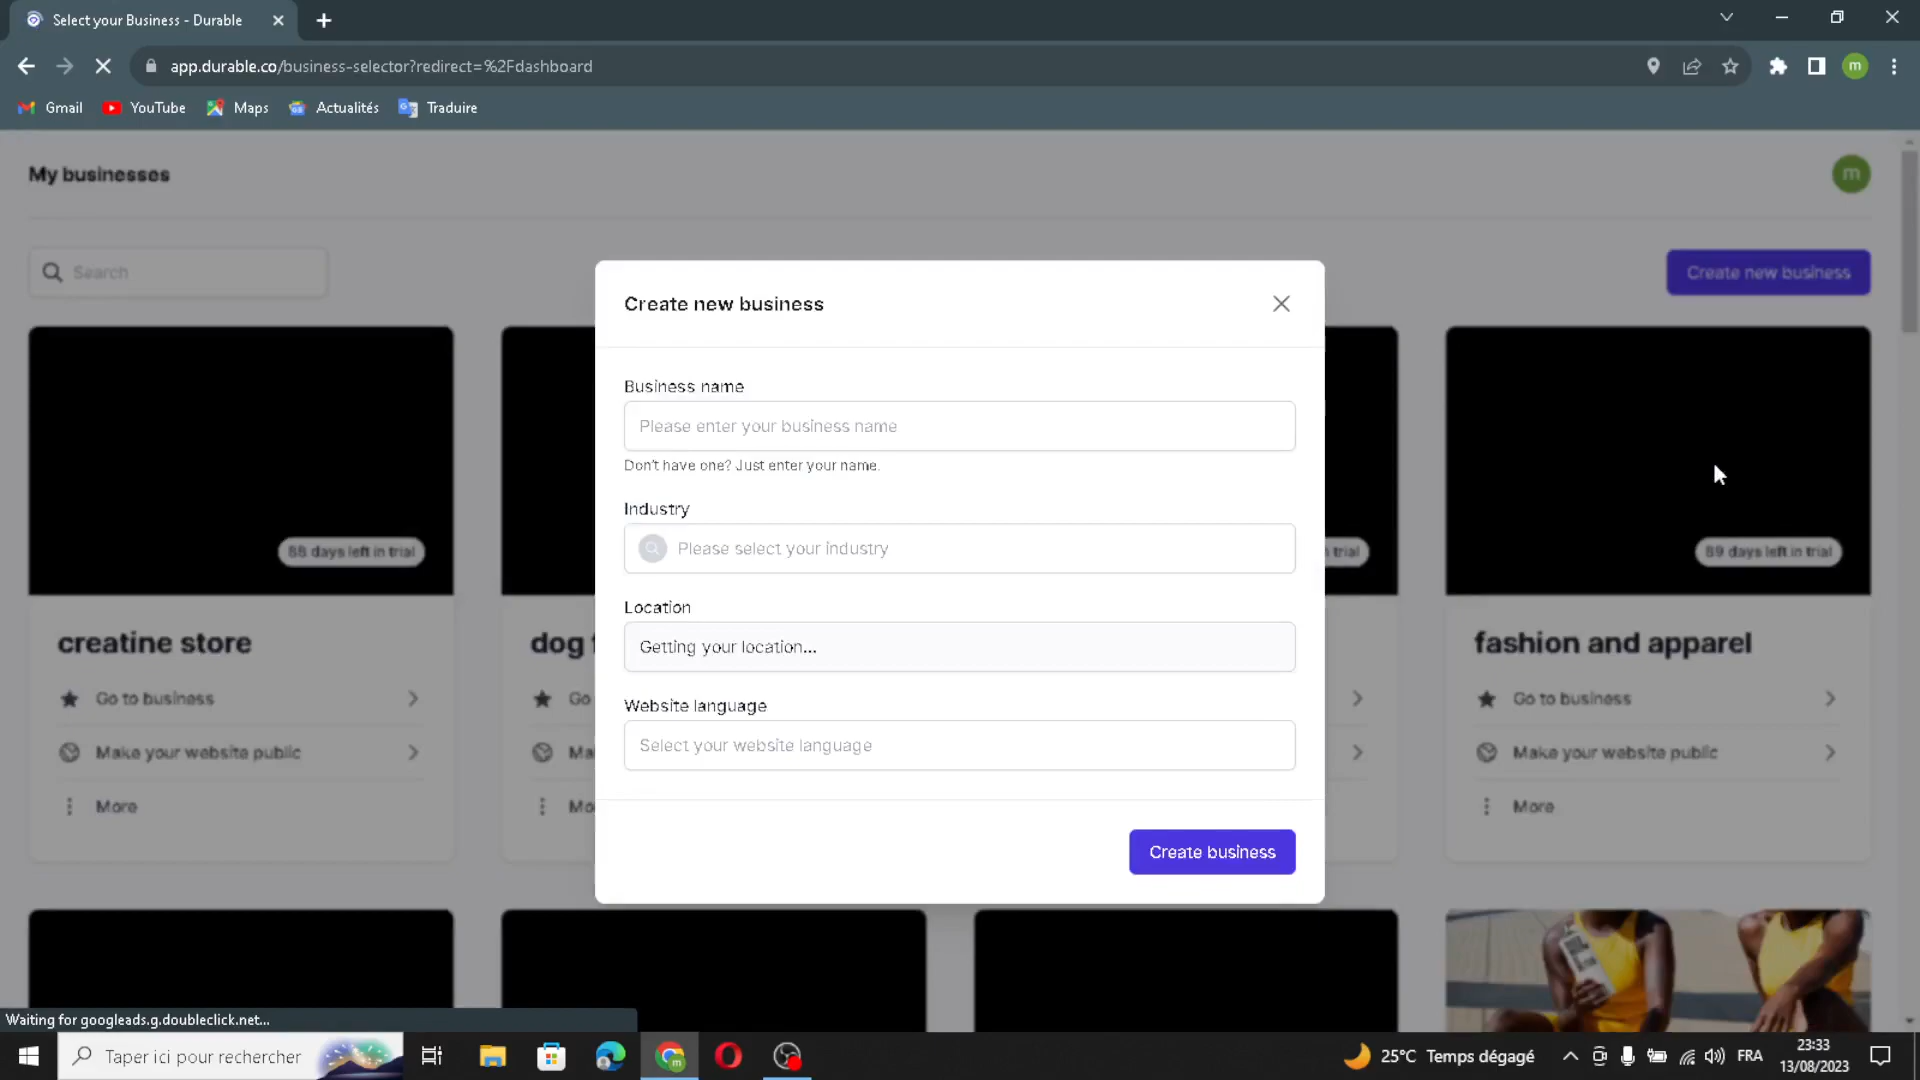 Select your Business - Durable
app.durable.co/business-selector?redirect=%2Fdashboard
m
Gmail YouTube Maps Actualités Traduire
My businesses
m
Search
Create new business
Create new business
Business name
Please enter your business name
Don't have one? Just enter your name.
Industry
Please select your industry
Location
Getting your location...
Website language
Select your website language
Create business
88 days left in trial
n trial
89 days left in trial
creatine store
Go to business
Make your website public
More
dog f
Go
Ma
Mo
fashion and apparel
Go to business
Make your website public
More
Waiting for googleads.g.doubleclick.net...
Taper ici pour rechercher
25°C Temps dégagé
FRA
23:33
13/08/2023